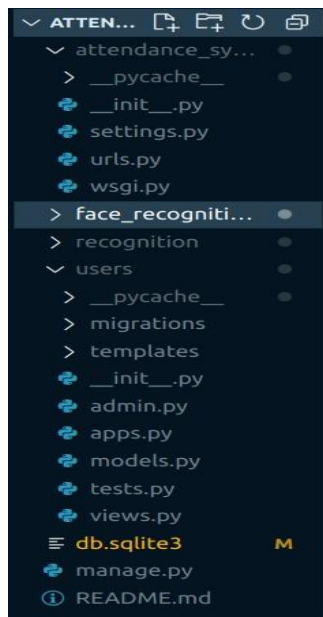 ATTEN...
attendance_sy...
__pycache__
__init__.py
settings.py
urls.py
wsgi.py
face_recogniti...
recognition
users
__pycache__
migrations
templates
__init__.py
admin.py
apps.py
models.py
tests.py
views.py
db.sqlite3 M
manage.py
README.md